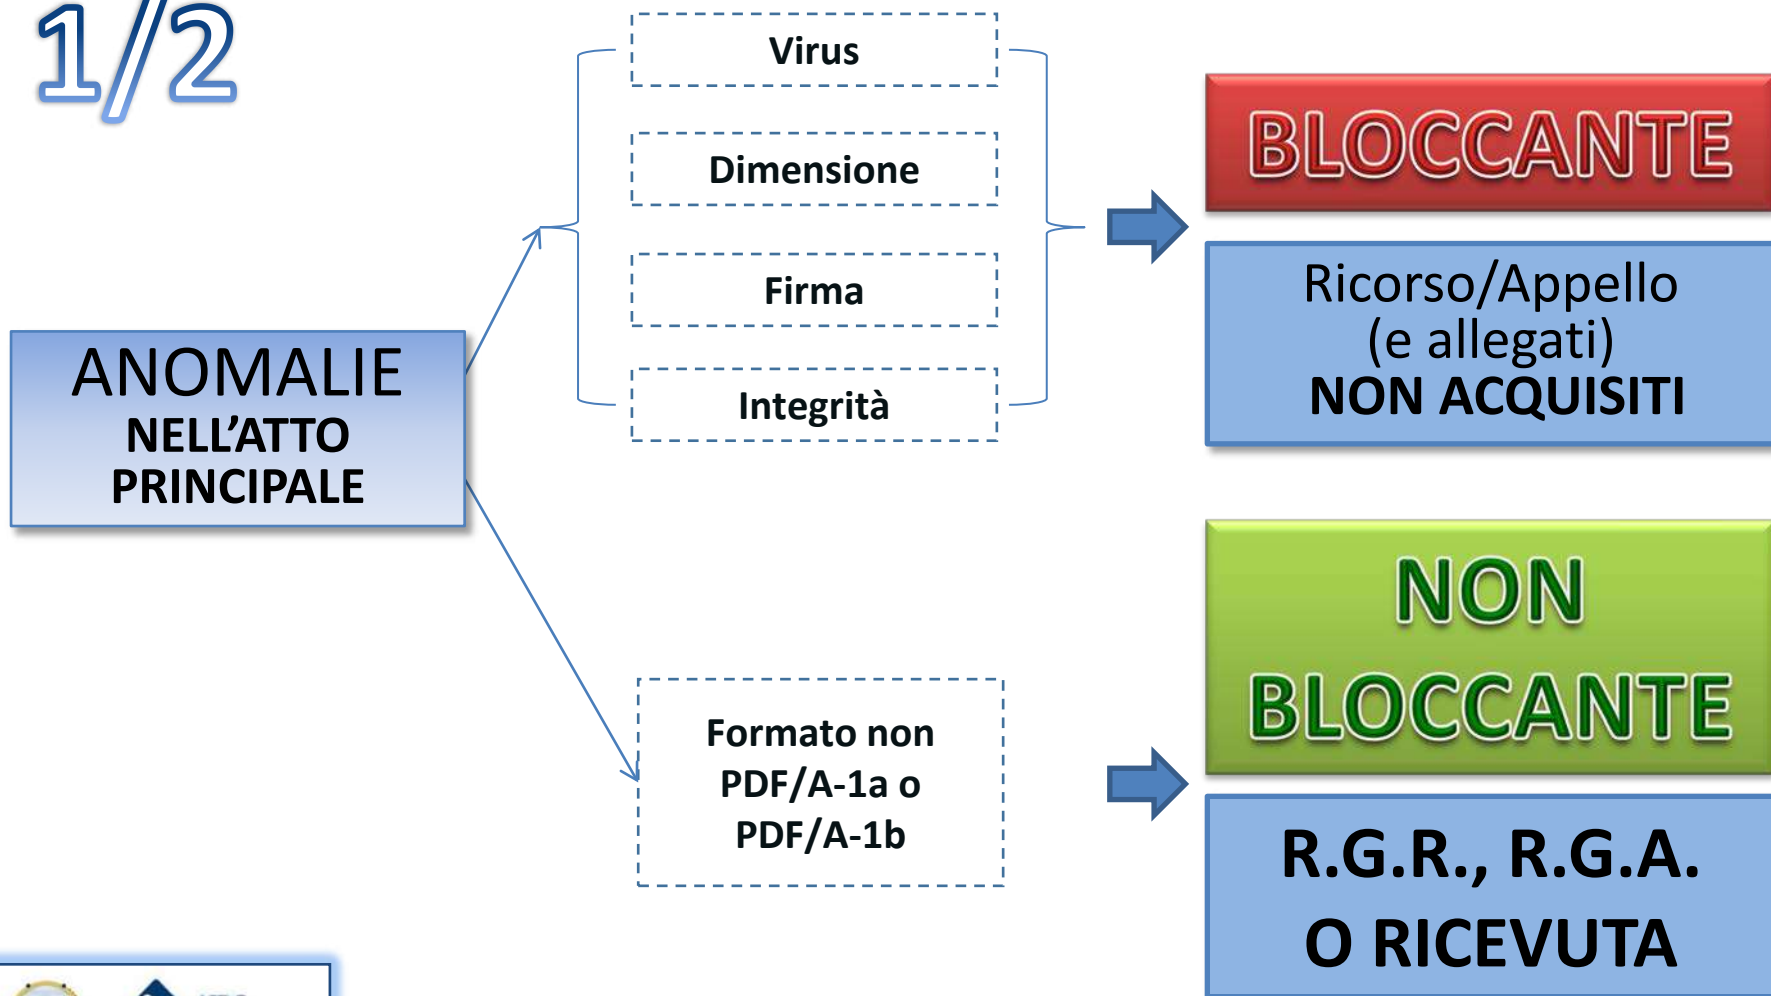 1/2
Virus
Dimensione
Firma
Integrità
BLOCCANTE
Ricorso/Appello
(e allegati)
NON ACQUISITI
ANOMALIE
NELL’ATTO
PRINCIPALE
Formato non
PDF/A-1a o
PDF/A-1b
NON
BLOCCANTE
R.G.R., R.G.A.
O RICEVUTA